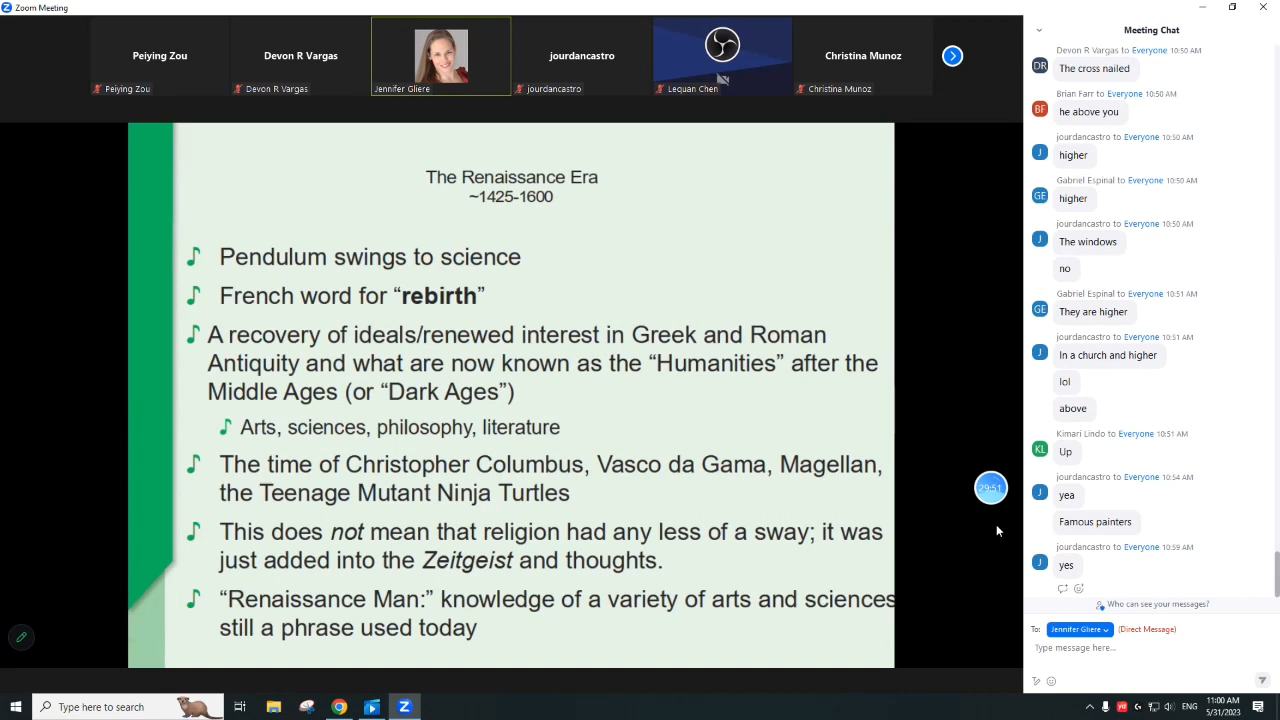 Zoom Meeting
Peiying Zou
Devon R Vargas
jourdancastro
Christina Munoz
Peiying Zou
Devon R Vargas
Jennifer Gliere
jourdancastro
Lequan Chen
Christina Munoz
The Renaissance Era
~1425-1600
Pendulum swings to science
French word for “rebirth”
A recovery of ideals/renewed interest in Greek and Roman
Antiquity and what are now known as the “Humanities” after the
Middle Ages (or “Dark Ages”)
Arts, sciences, philosophy, literature
The time of Christopher Columbus, Vasco da Gama, Magellan,
the Teenage Mutant Ninja Turtles
This does not mean that religion had any less of a sway; it was
just added into the Zeitgeist and thoughts.
“Renaissance Man:” knowledge of a variety of arts and sciences
still a phrase used today
29:51
Meeting Chat
Devon R Vargas to Everyone 10:50 AM
DR
The cross nailed
Brian Farr to Everyone 10:50 AM
BF
he above you
jourdancastro to Everyone 10:50 AM
J
higher
Gabriel Espinal to Everyone 10:50 AM
GE
higher
jourdancastro to Everyone 10:50 AM
J
The windows
no
Gabriel Espinal to Everyone 10:51 AM
GE
They are higher
jourdancastro to Everyone 10:51 AM
J
In a church and higher
lol
above
Kimari Lindo to Everyone 10:51 AM
KL
Up
jourdancastro to Everyone 10:54 AM
J
yea
Famous painters
jourdancastro to Everyone 10:59 AM
J
yes
Who can see your messages?
To: Jennifer Gliere (Direct Message)
Type message here...
Type here to search
ENG
11:00 AM
5/31/2023